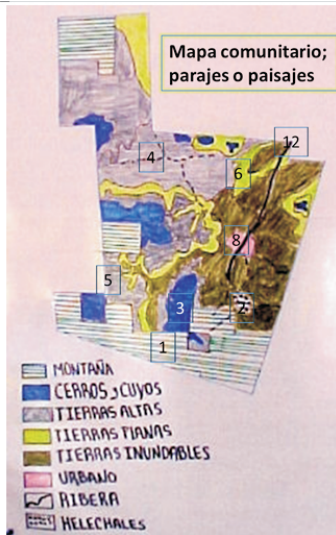 Mapa comunitario;
parajes o paisajes
12
4
6
8
5
3
2
1
MONTAÑA
CERROS y CUYOS
TIERRAS ALTAS
TIERRAS PLANAS
TIERRAS INUNDABLES
URBANO
RIBERA
HELECHALES